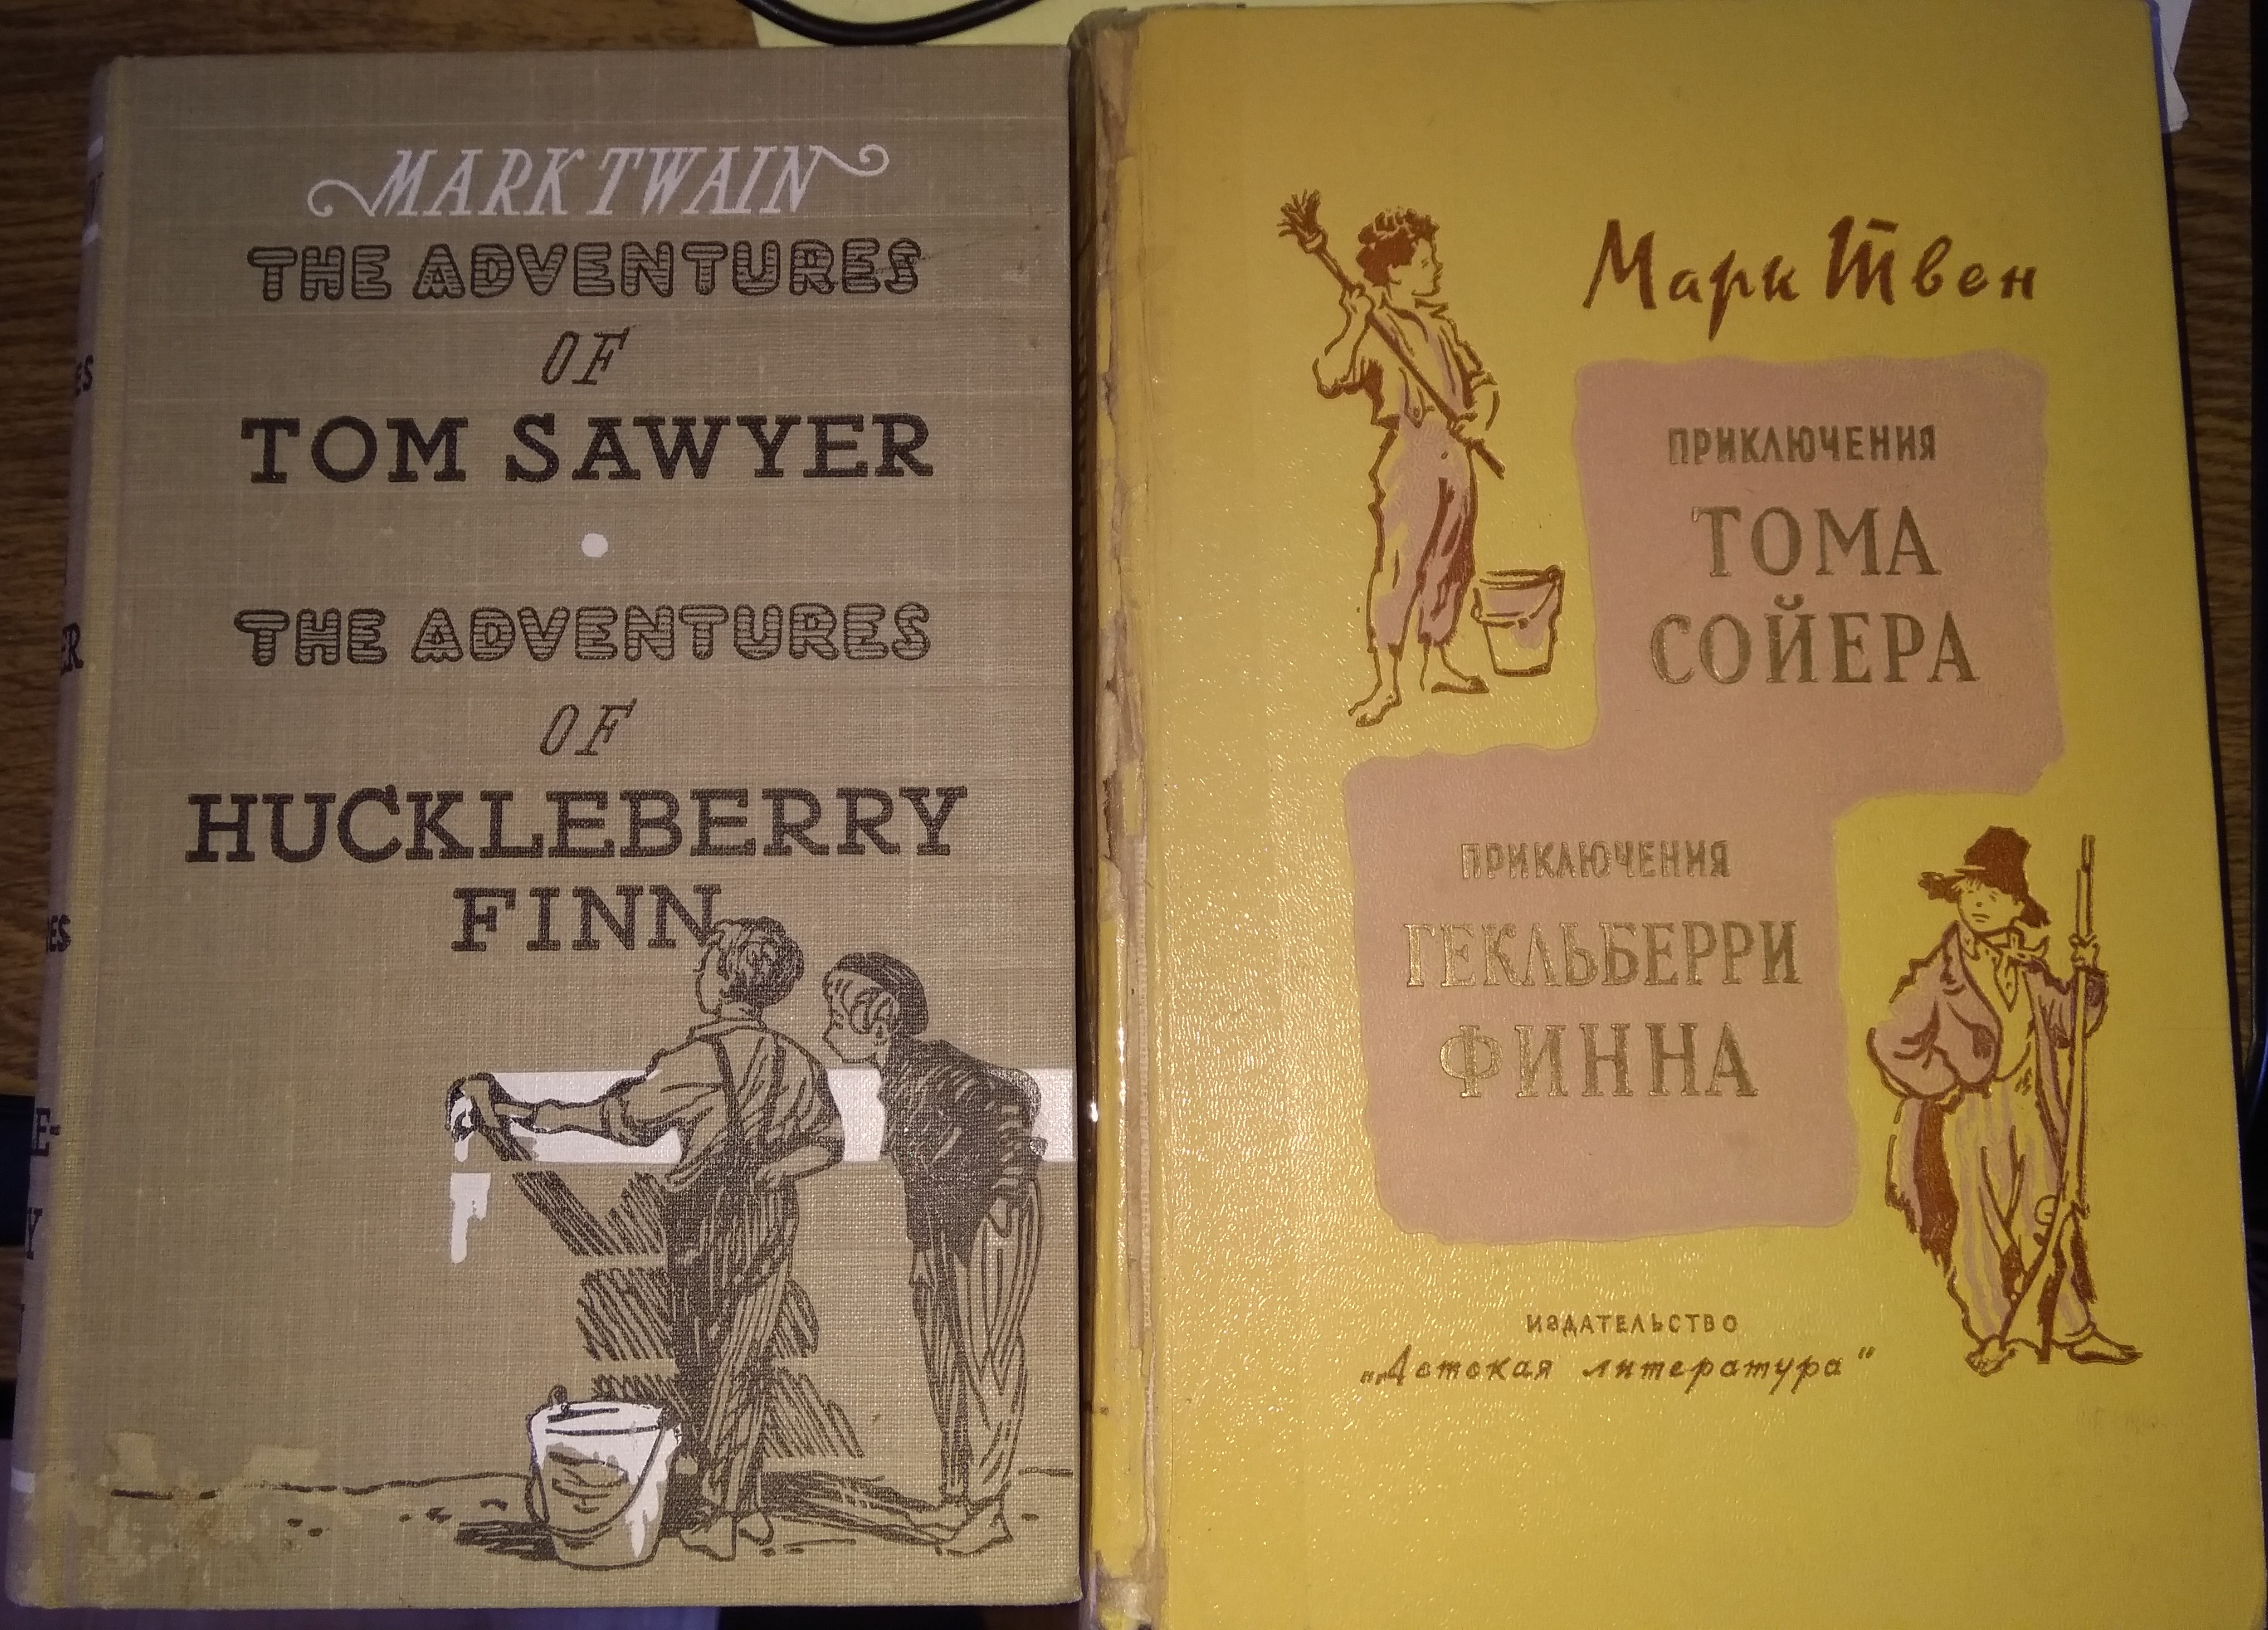 MARK TWAIN
THE ADVENTURES
OF
TOM SAWYER
THE ADVENTURES
OF
HUCKLEBERRY
FINN
Марк Твен
ПРИКЛЮЧЕНИЯ
ТОМА
СОЙЕРА
ПРИКЛЮЧЕНИЯ
ГЕКЛЬБЕРРИ
ФИННА
ИЗДАТЕЛЬСТВО
„Детская литература"